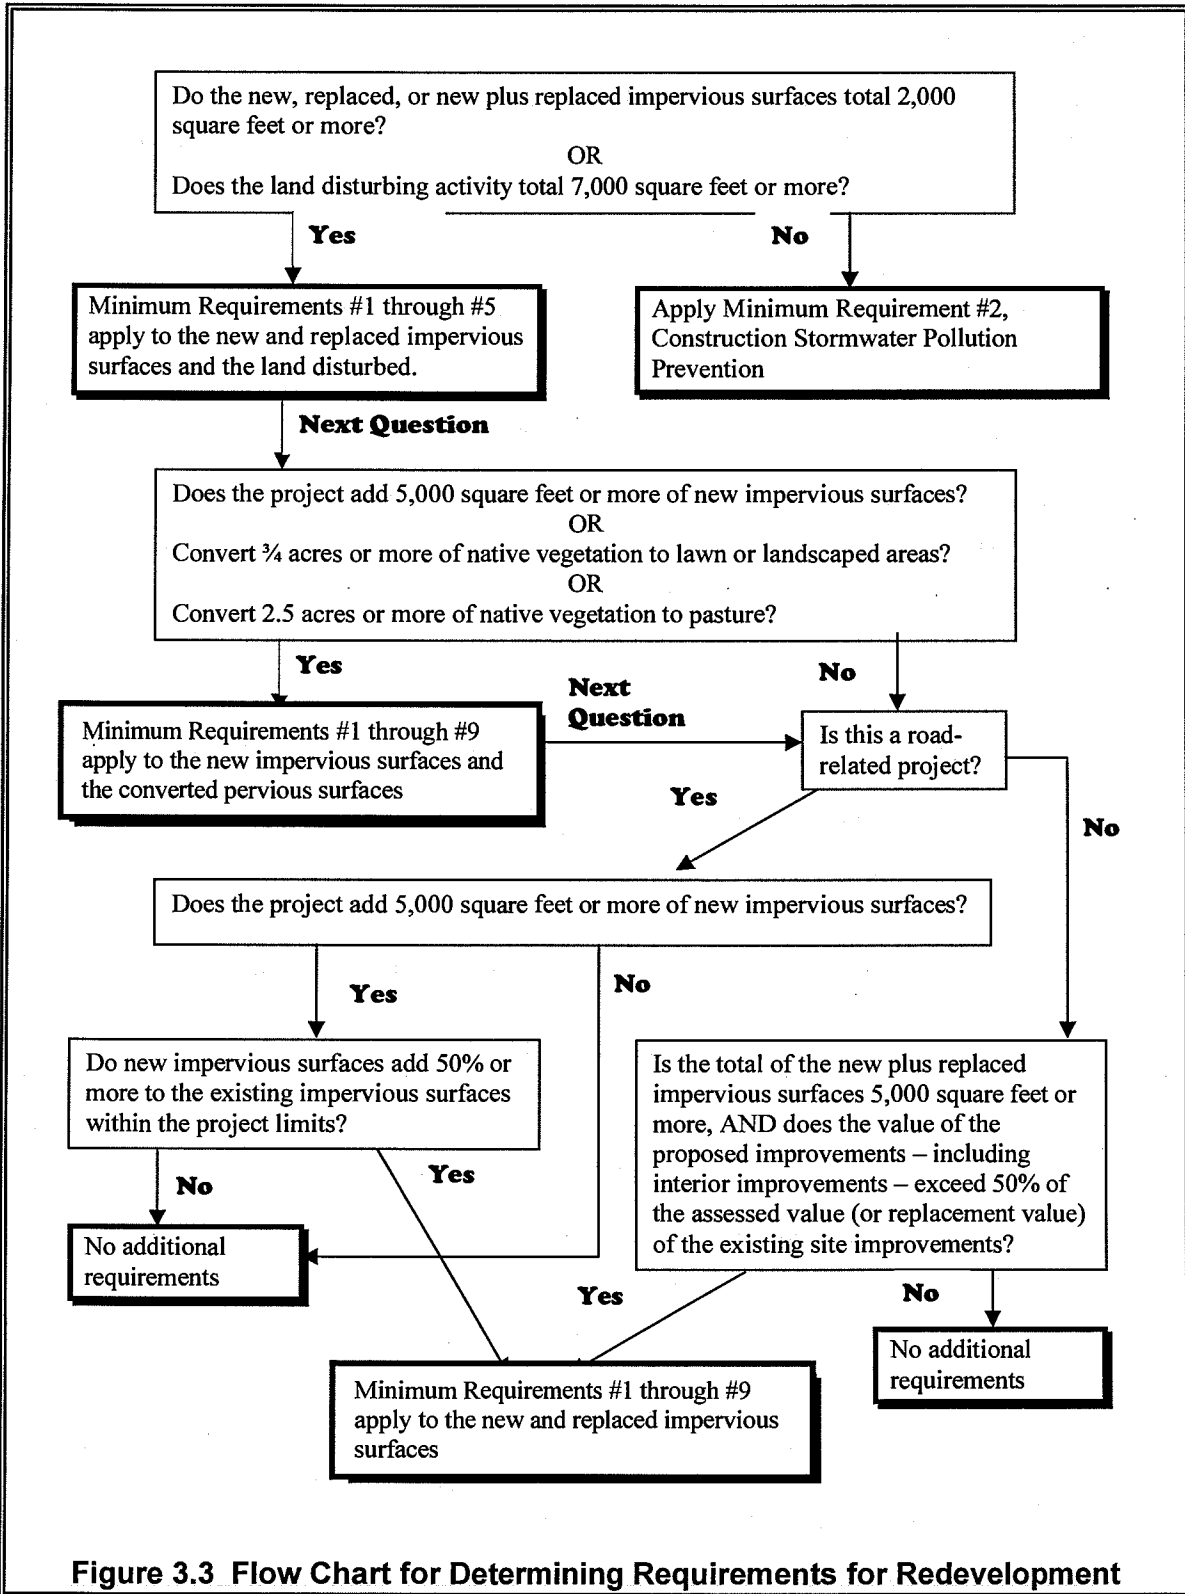 Do the new, replaced, or new plus replaced impervious surfaces total 2,000
square feet or more?
OR
Does the land disturbing activity total 7,000 square feet or more?
Yes
No
Minimum Requirements #1 through #5
apply to the new and replaced impervious
surfaces and the land disturbed.
Apply Minimum Requirement #2,
Construction Stormwater Pollution
Prevention
Next Question
Does the project add 5,000 square feet or more of new impervious surfaces?
OR
Convert ¾ acres or more of native vegetation to lawn or landscaped areas?
OR
Convert 2.5 acres or more of native vegetation to pasture?
Yes
No
Minimum Requirements #1 through #9
apply to the new impervious surfaces and
the converted pervious surfaces
Next
Question
Is this a road-
related project?
Yes
No
Does the project add 5,000 square feet or more of new impervious surfaces?
Yes
No
Do new impervious surfaces add 50% or
more to the existing impervious surfaces
within the project limits?
Is the total of the new plus replaced
impervious surfaces 5,000 square feet or
more, AND does the value of the
proposed improvements – including
interior improvements – exceed 50% of
the assessed value (or replacement value)
of the existing site improvements?
No
Yes
No additional
requirements
Yes
No
No additional
requirements
Minimum Requirements #1 through #9
apply to the new and replaced impervious
surfaces
Figure 3.3 Flow Chart for Determining Requirements for Redevelopment